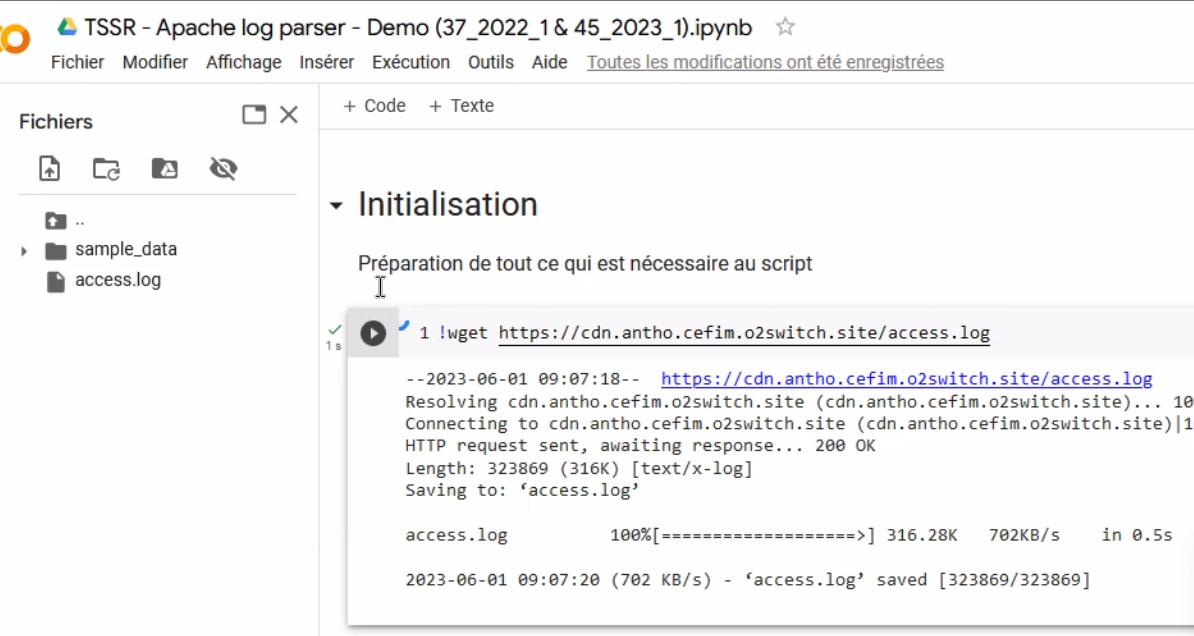 TSSR - Apache log parser - Demo (37_2022_1 & 45_2023_1).ipynb
Fichier Modifier Affichage Insérer Exécution Outils Aide Toutes les modifications ont été enregistrées
Fichiers
+ Code + Texte
..
sample_data
access.log
Initialisation
Préparation de tout ce qui est nécessaire au script
1 s
1 !wget https://cdn.antho.cefim.o2switch.site/access.log
--2023-06-01 09:07:18-- https://cdn.antho.cefim.o2switch.site/access.log
Resolving cdn.antho.cefim.o2switch.site (cdn.antho.cefim.o2switch.site)... 10
Connecting to cdn.antho.cefim.o2switch.site (cdn.antho.cefim.o2switch.site)|1
HTTP request sent, awaiting response... 200 OK
Length: 323869 (316K) [text/x-log]
Saving to: ‘access.log’
access.log 100%[===================>] 316.28K 702KB/s in 0.5s
2023-06-01 09:07:20 (702 KB/s) - ‘access.log’ saved [323869/323869]